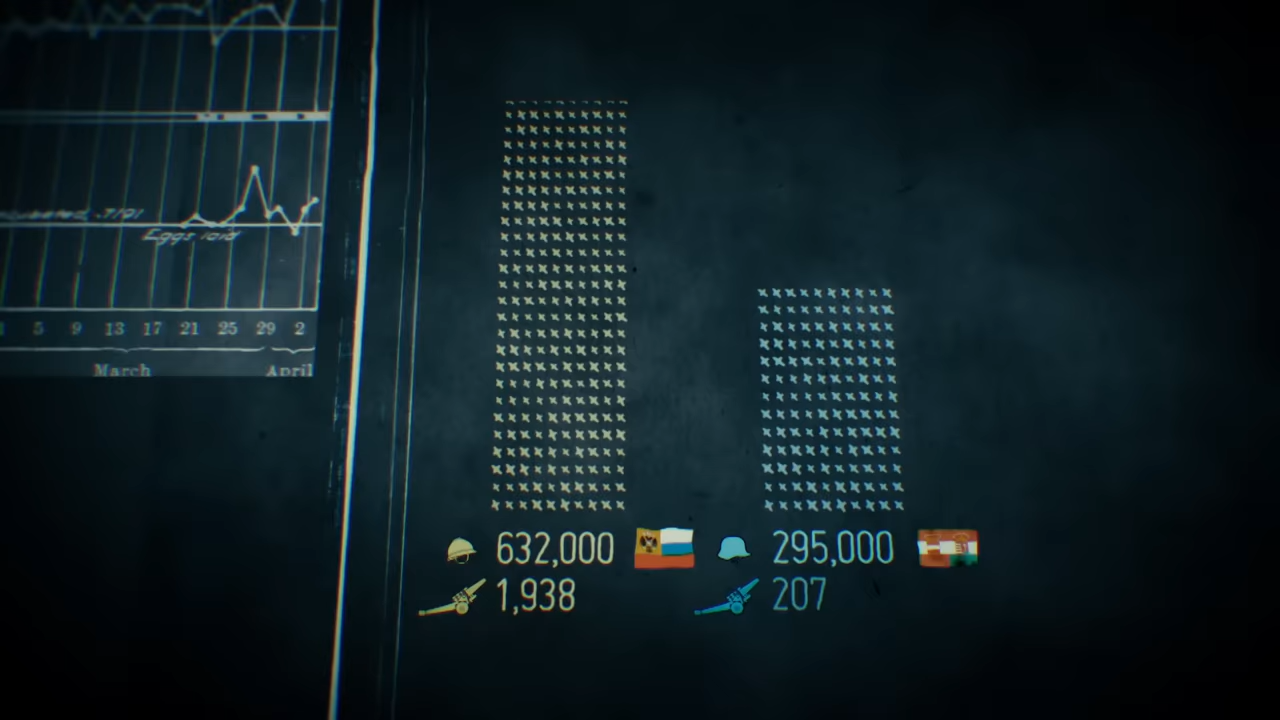 Eggs laid
5 9 13 17 21 25 29 2
March April
632,000 295,000
1,938 207